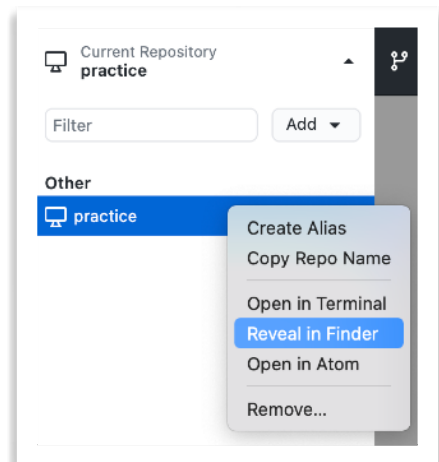 Current Repository
practice
Filter
Add
Other
practice
Create Alias
Copy Repo Name
Open in Terminal
Reveal in Finder
Open in Atom
Remove...